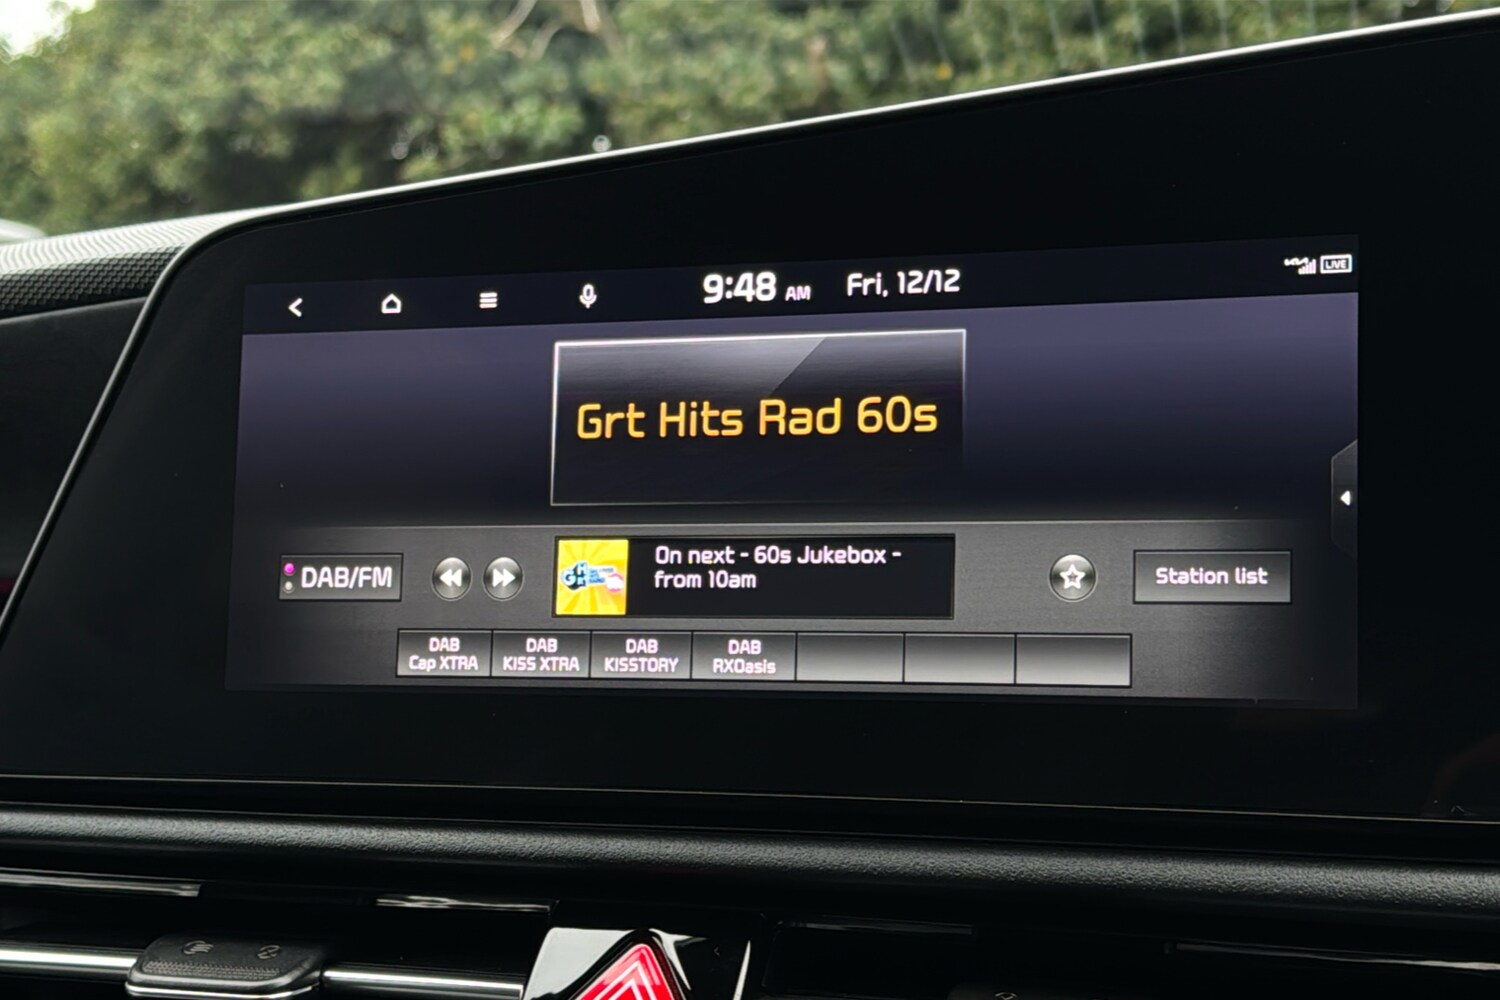 9:48 AM Fri, 12/12
LIVE
Grt Hits Rad 60s
DAB/FM
On next - 60s Jukebox -
from 10am
Station list
DAB
Cap XTRA
DAB
KISS XTRA
DAB
KISSTORY
DAB
RXOasis